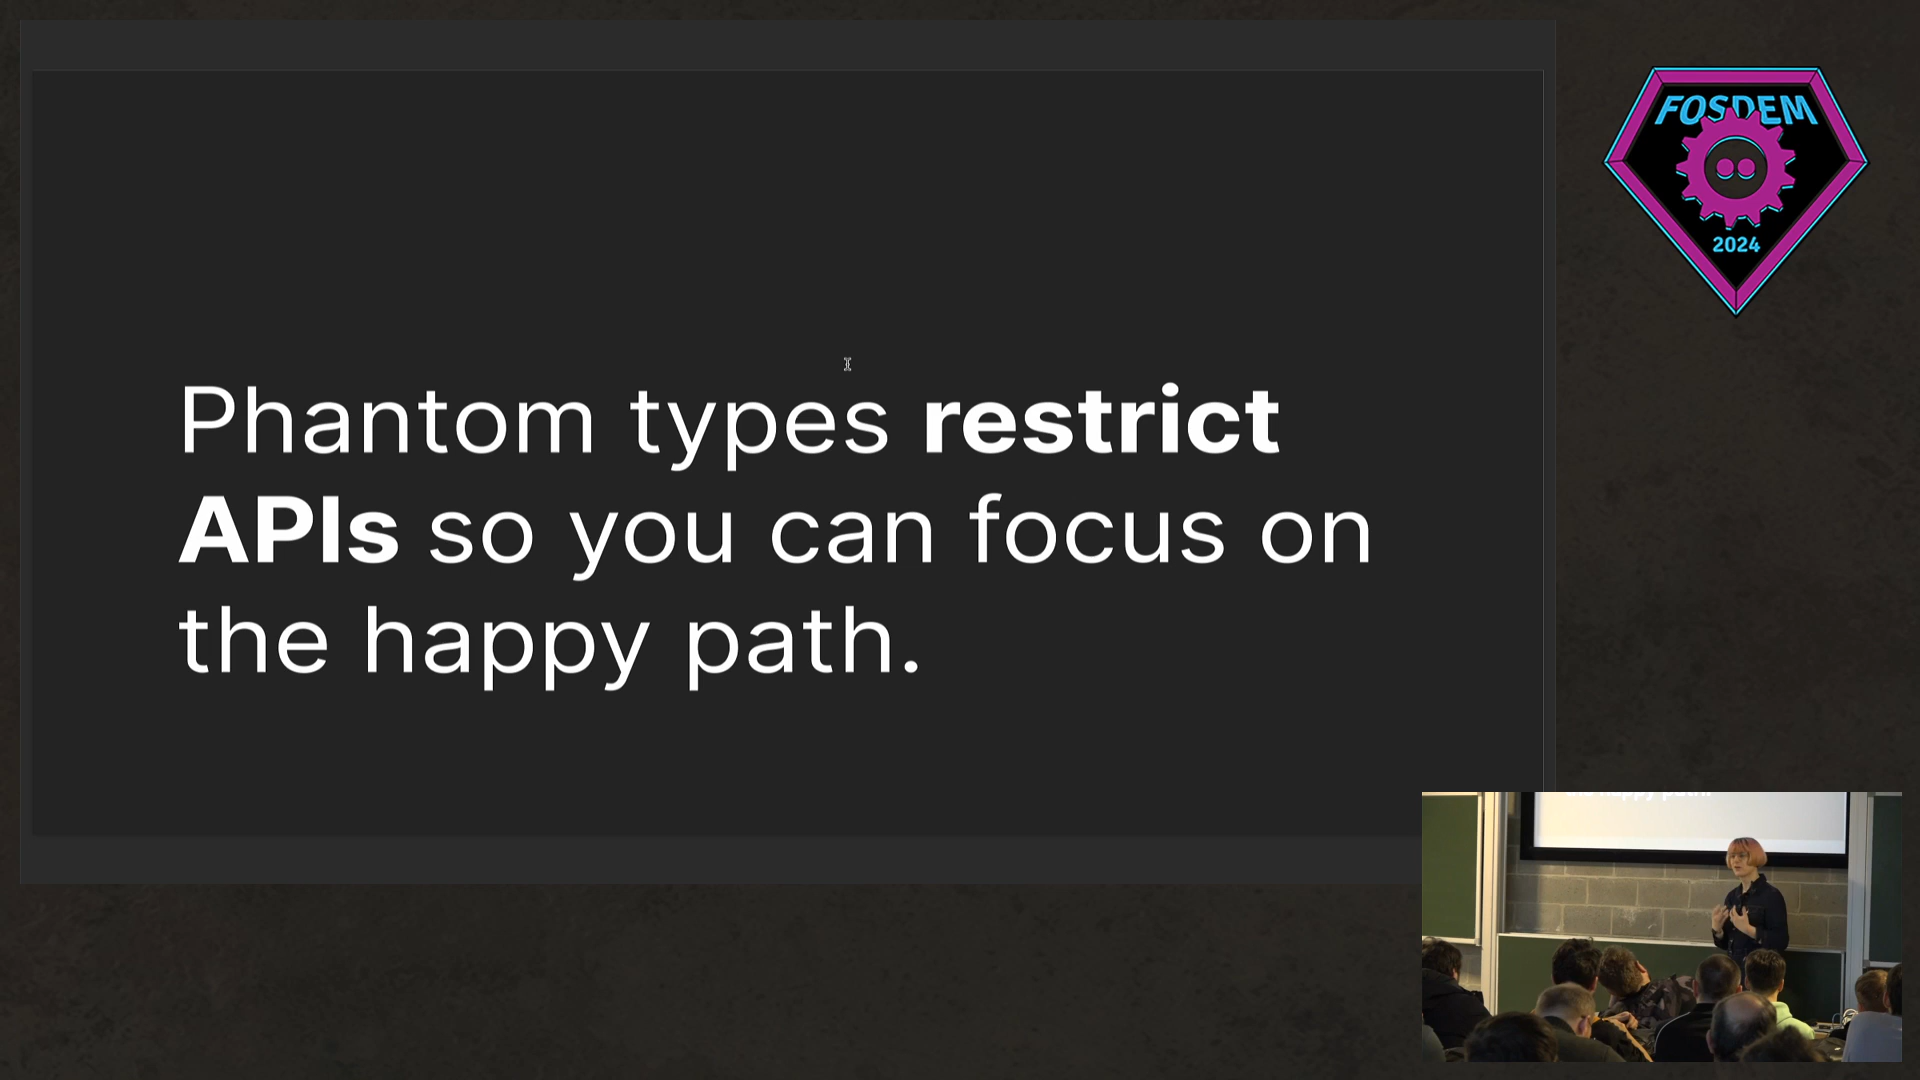 Phantom types restrict
APIs so you can focus on
the happy path.
FOSDEM
2024